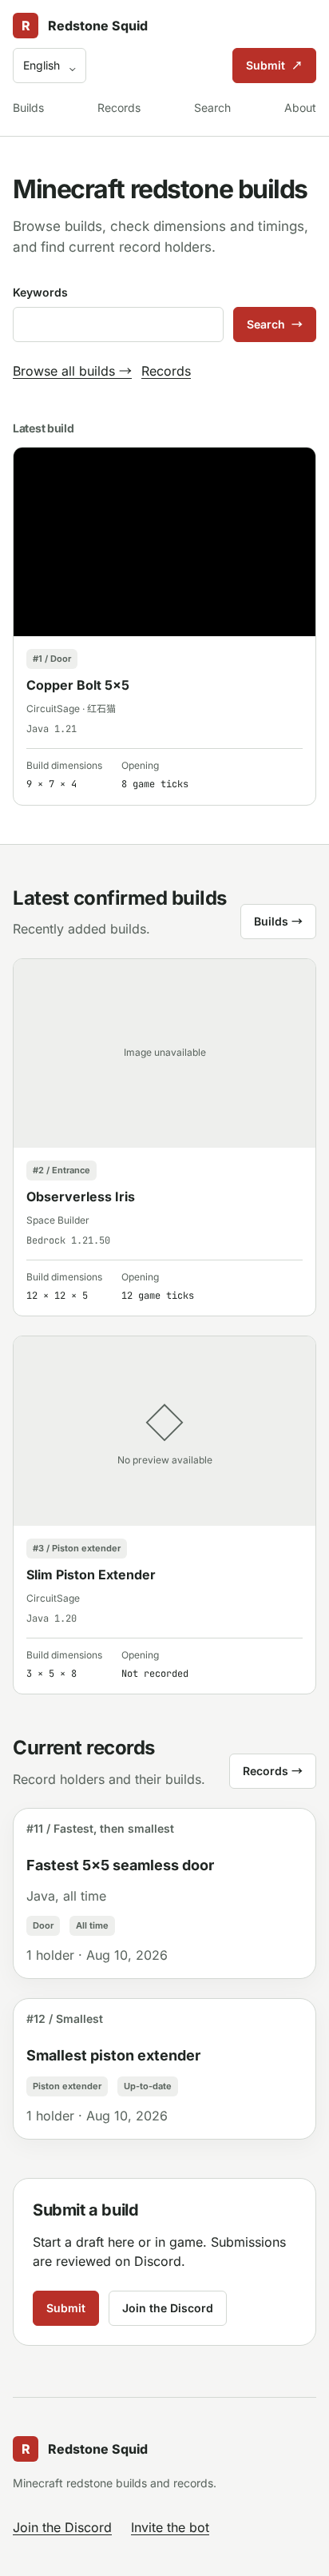 R Redstone Squid
English
Submit ↗
Builds Records Search About
Minecraft redstone builds
Browse builds, check dimensions and timings,
and find current record holders.
Keywords
Search →
Browse all builds → Records
Latest build
#1 / Door
Copper Bolt 5×5
CircuitSage · 红石猫
Java 1.21
Build dimensions Opening
9 × 7 × 4 8 game ticks
Latest confirmed builds
Recently added builds.
Builds →
Image unavailable
#2 / Entrance
Observerless Iris
Space Builder
Bedrock 1.21.50
Build dimensions Opening
12 × 12 × 5 12 game ticks
No preview available
#3 / Piston extender
Slim Piston Extender
CircuitSage
Java 1.20
Build dimensions Opening
3 × 5 × 8 Not recorded
Current records
Record holders and their builds.
Records →
#11 / Fastest, then smallest
Fastest 5×5 seamless door
Java, all time
Door All time
1 holder · Aug 10, 2026
#12 / Smallest
Smallest piston extender
Piston extender Up-to-date
1 holder · Aug 10, 2026
Submit a build
Start a draft here or in game. Submissions
are reviewed on Discord.
Submit Join the Discord
R Redstone Squid
Minecraft redstone builds and records.
Join the Discord Invite the bot